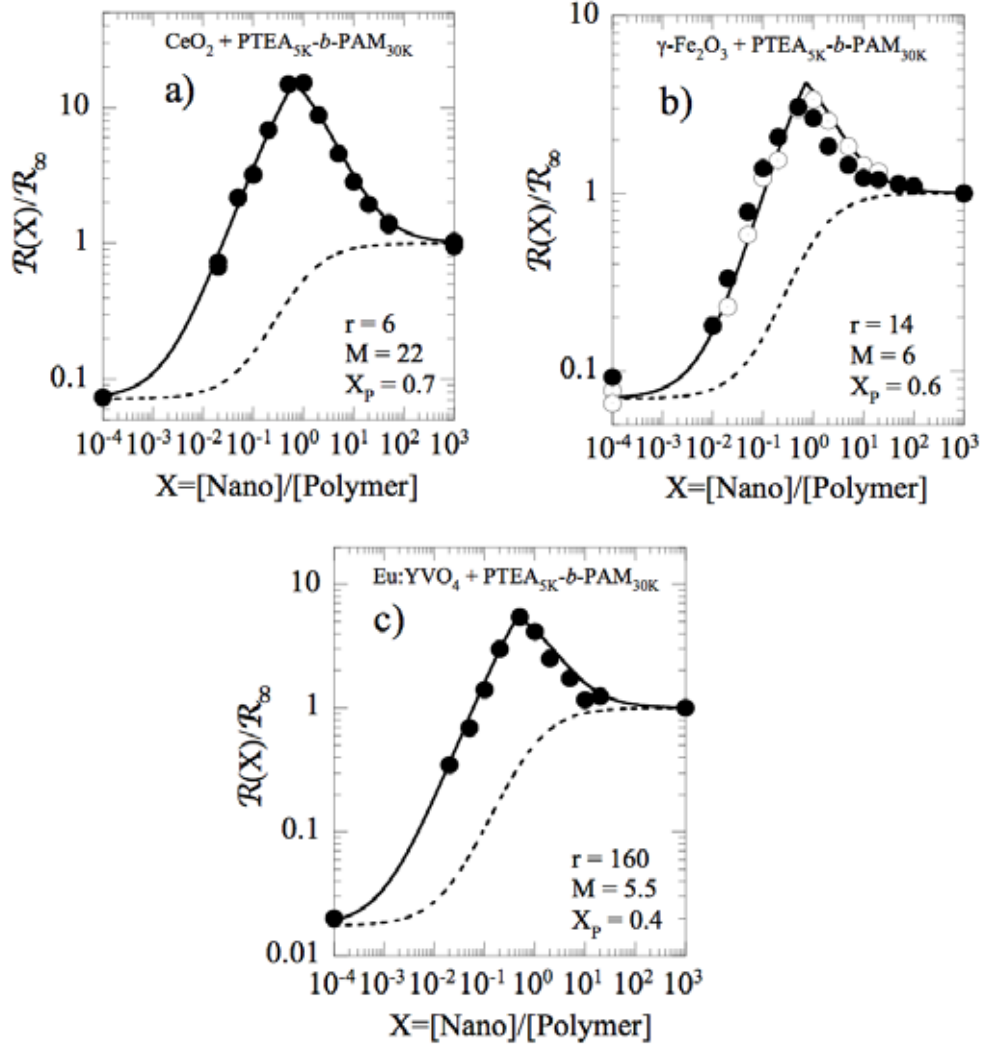 CeO₂ + PTEA₅ₖ-b-PAM₃₀ₖ
a)
10
1
0.1
R(X)/R∞
r = 6
M = 22
Xₚ = 0.7
10⁻⁴ 10⁻³ 10⁻² 10⁻¹ 10⁰ 10¹ 10² 10³
X=[Nano]/[Polymer]
γ-Fe₂O₃ + PTEA₅ₖ-b-PAM₃₀ₖ
b)
10
1
0.1
R(X)/R∞
r = 14
M = 6
Xₚ = 0.6
10⁻⁴ 10⁻³ 10⁻² 10⁻¹ 10⁰ 10¹ 10² 10³
X=[Nano]/[Polymer]
Eu:YVO₄ + PTEA₅ₖ-b-PAM₃₀ₖ
c)
10
1
0.1
0.01
R(X)/R∞
r = 160
M = 5.5
Xₚ = 0.4
10⁻⁴ 10⁻³ 10⁻² 10⁻¹ 10⁰ 10¹ 10² 10³
X=[Nano]/[Polymer]